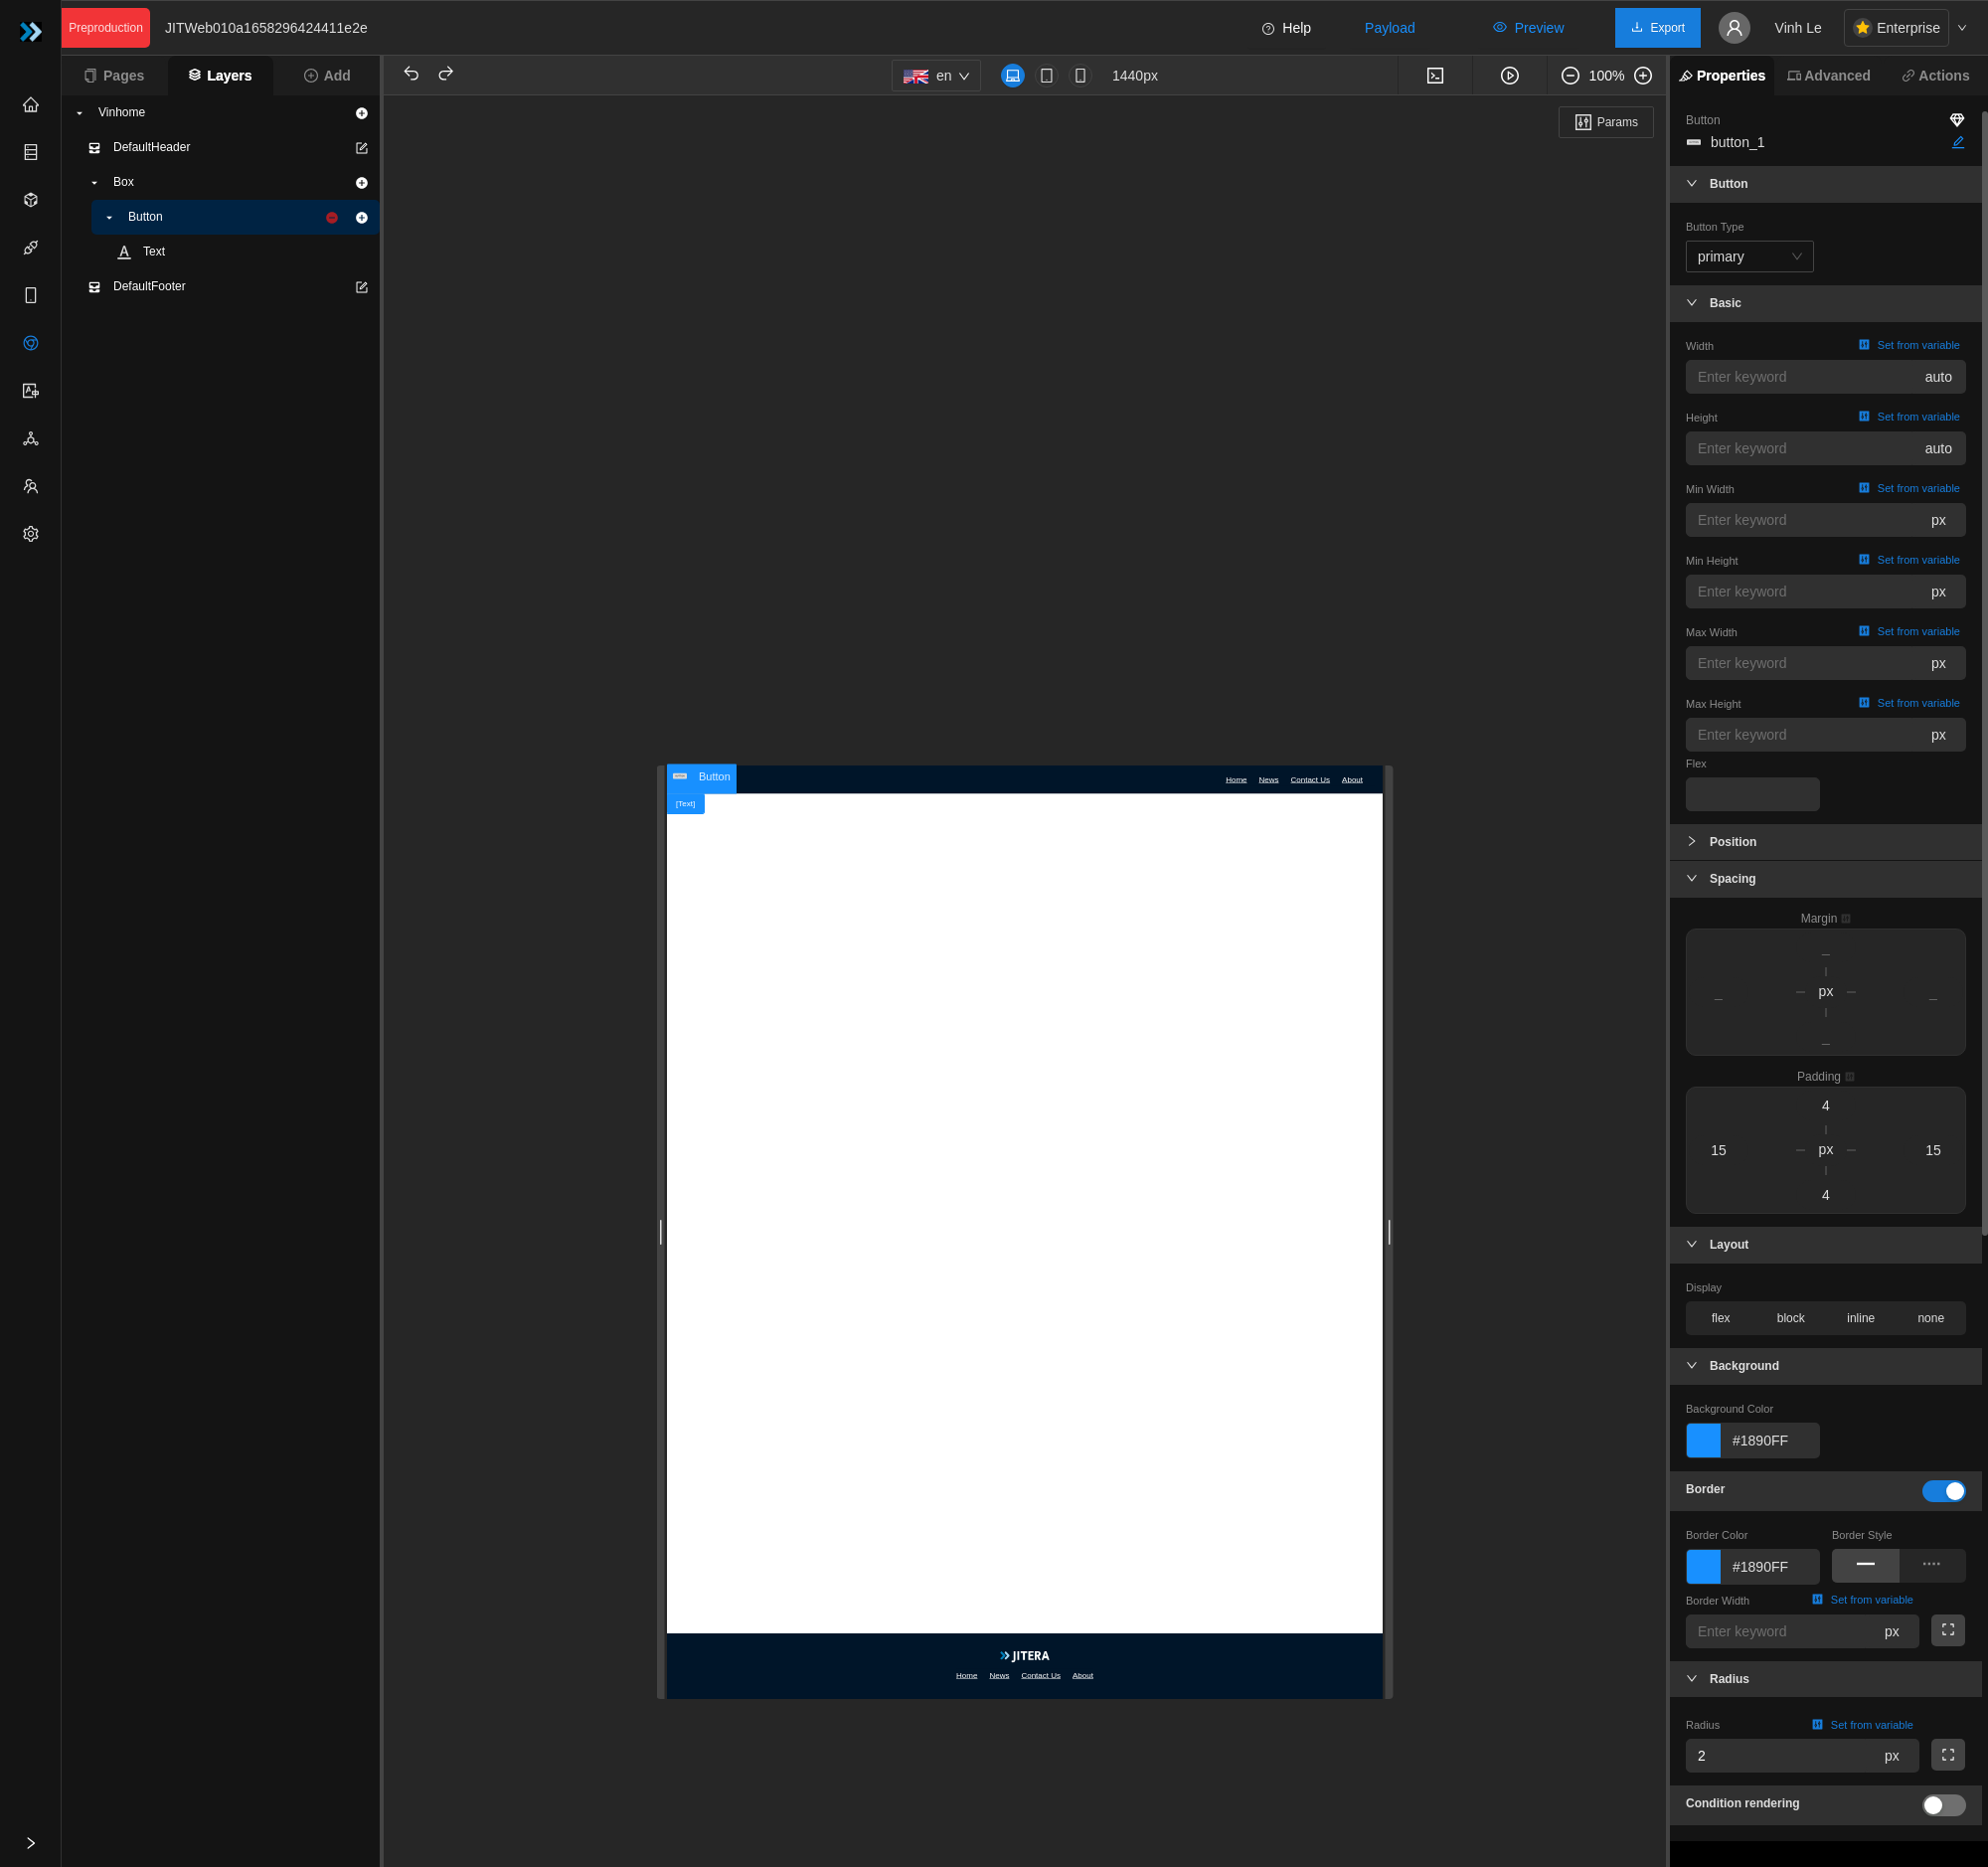 Preproduction JITWeb010a1658296424411e2e Help Payload Preview Export Vinh Le Enterprise
Pages Layers Add
en 1440px 100%
Properties Advanced Actions
Vinhome
DefaultHeader
Box
Button
Text
DefaultFooter
Params
Button
Home News Contact Us About
[Text]
JITERA
Home News Contact Us About
Button
button_1
Button
Button Type
primary
Basic
Width Set from variable
Enter keyword auto
Height Set from variable
Enter keyword auto
Min Width Set from variable
Enter keyword px
Min Height Set from variable
Enter keyword px
Max Width Set from variable
Enter keyword px
Max Height Set from variable
Enter keyword px
Flex
Position
Spacing
Margin
px
Padding
4
15 px 15
4
Layout
Display
flex block inline none
Background
Background Color
#1890FF
Border
Border Color Border Style
#1890FF
Border Width Set from variable
Enter keyword px
Radius
Radius Set from variable
2 px
Condition rendering